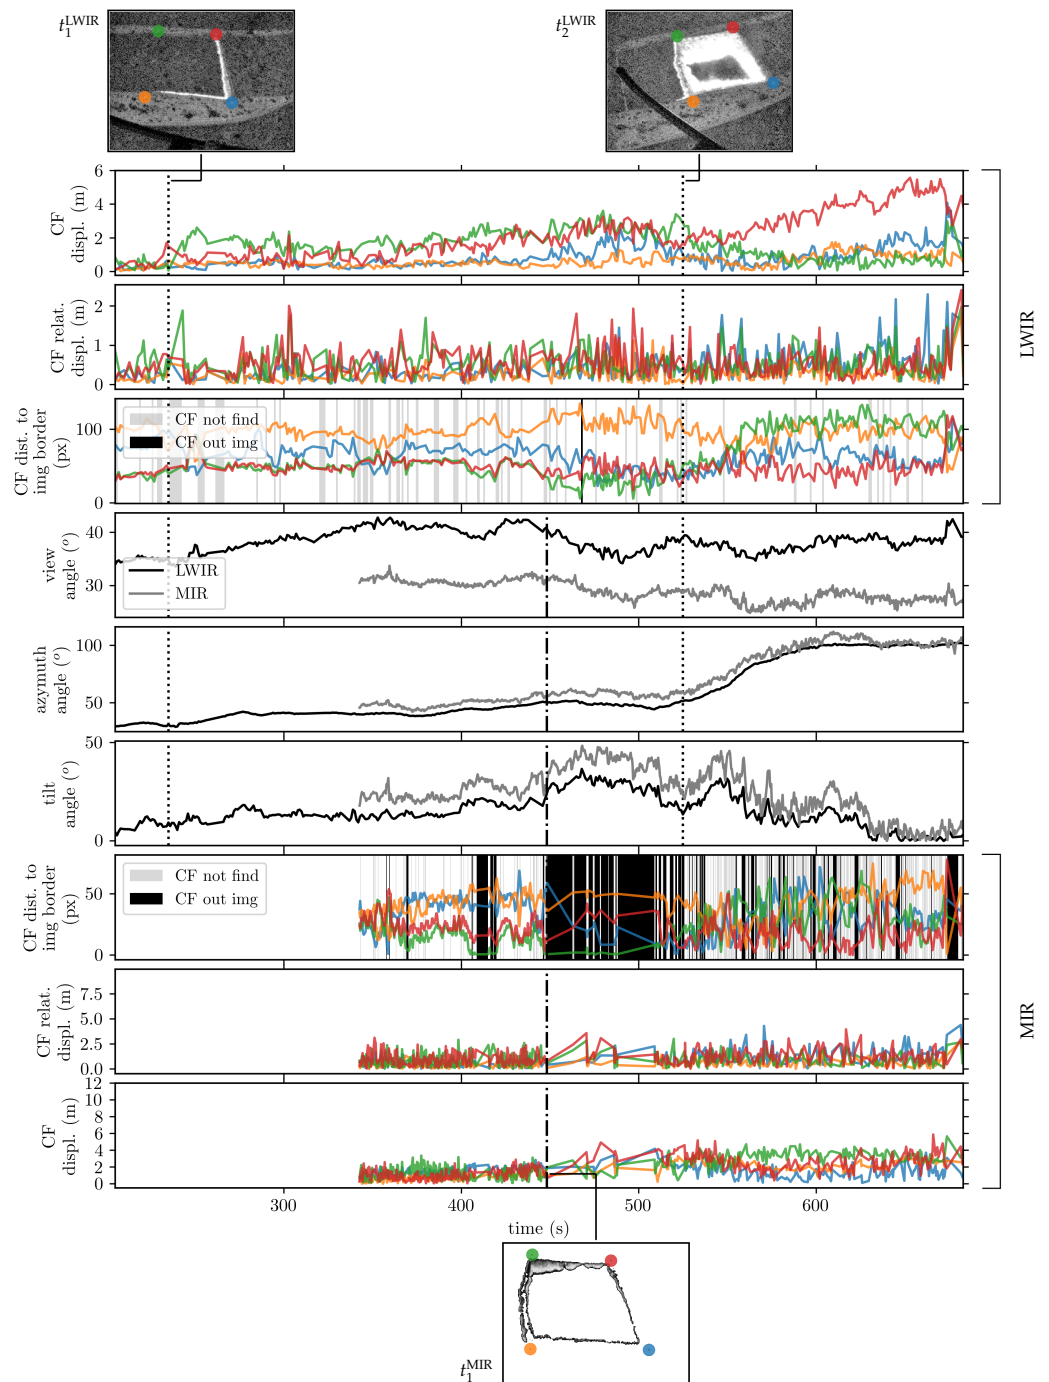 t₁^LWIR
t₂^LWIR
CF displ. (m)
6
4
2
0
CF relat. displ. (m)
2
1
0
LWIR
CF dist. to img border (px)
100
50
0
CF not find
CF out img
view angle (°)
40
30
LWIR
MIR
azymuth angle (°)
100
50
tilt angle (°)
50
0
CF dist. to img border (px)
50
0
CF not find
CF out img
CF relat. displ. (m)
7.5
5.0
2.5
0.0
MIR
CF displ. (m)
12
10
8
6
4
2
0
300
400
500
600
time (s)
t₁^MIR